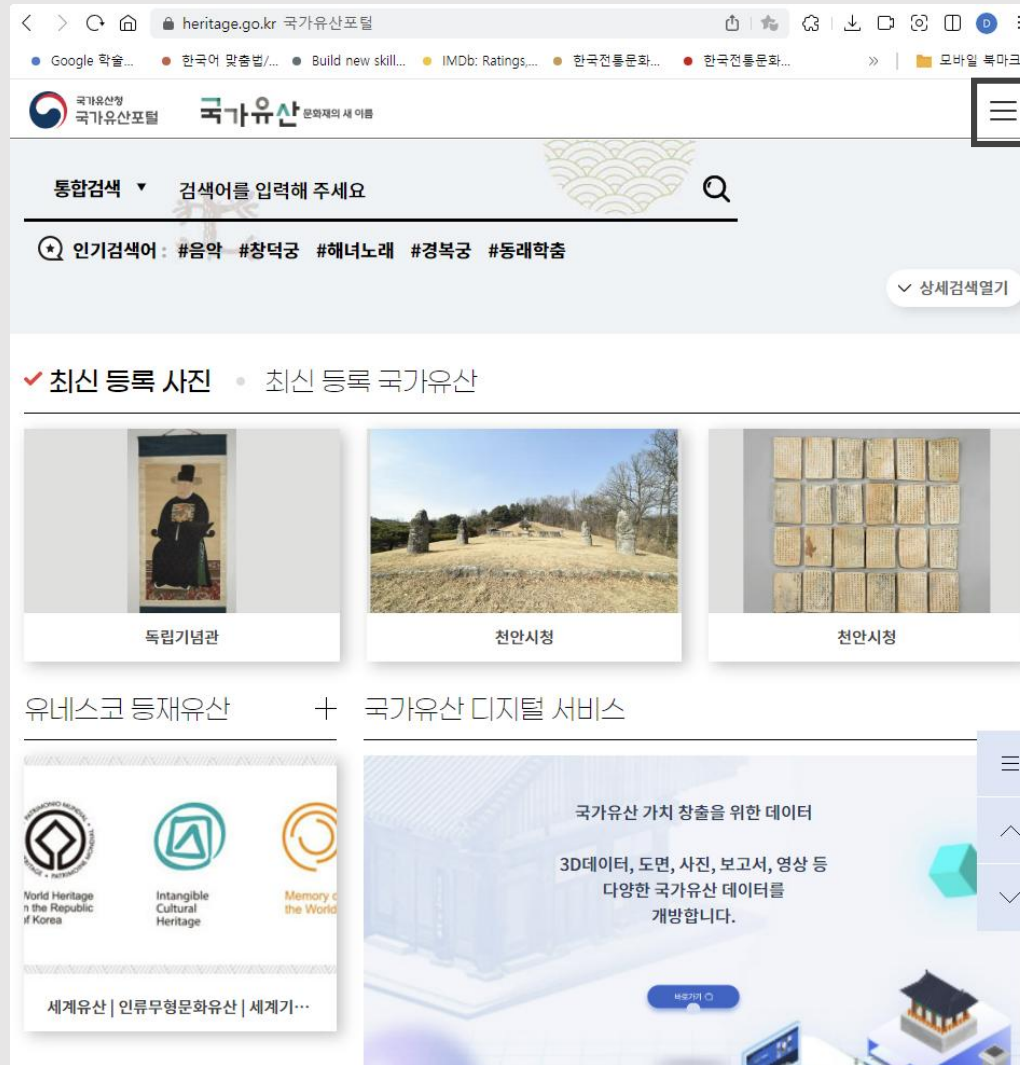 heritage.go.kr 국가유산포털
Google 학술... 한국어 맞춤법/... Build new skill... IMDb: Ratings,... 한국전통문화... 한국전통문화... » 모바일 북마크
D
국가유산청
국가유산포털
국가유산 문화재의 새 이름
통합검색 ▼ 검색어를 입력해 주세요
인기검색어 : #음악 #창덕궁 #해녀노래 #경복궁 #동래학춤
상세검색열기
최신 등록 사진 최신 등록 국가유산
독립기념관 천안시청 천안시청
유네스코 등재유산 + 국가유산 디지털 서비스
국가유산 가치 창출을 위한 데이터
3D데이터, 도면, 사진, 보고서, 영상 등
다양한 국가유산 데이터를
개방합니다.
바로가기
PATRIMONIO MUNDIAL
PATRIMOINE
World Heritage
in the Republic
of Korea
Intangible
Cultural
Heritage
Memory o
the World
세계유산 | 인류무형문화유산 | 세계기…